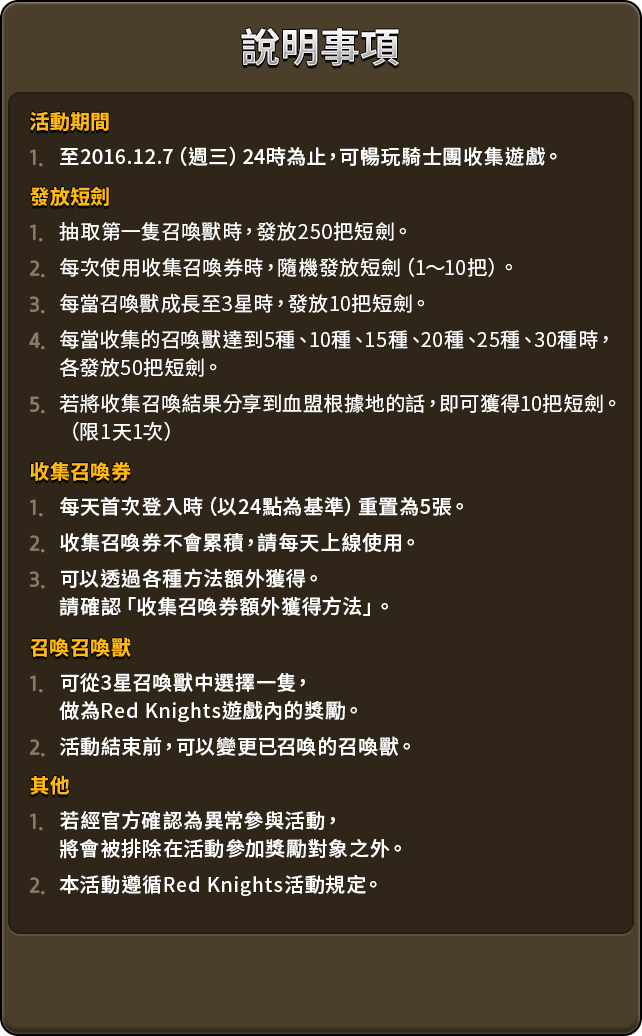 說明事項
活動期間
1. 至2016.12.7（週三）24時為止，可暢玩騎士團收集遊戲。
發放短劍
1. 抽取第一隻召喚獸時，發放250把短劍。
2. 每次使用收集召喚券時，隨機發放短劍（1～10把）。
3. 每當召喚獸成長至3星時，發放10把短劍。
4. 每當收集的召喚獸達到5種、10種、15種、20種、25種、30種時，
各發放50把短劍。
5. 若將收集召喚結果分享到血盟根據地的話，即可獲得10把短劍。
（限1天1次）
收集召喚券
1. 每天首次登入時（以24點為基準）重置為5張。
2. 收集召喚券不會累積，請每天上線使用。
3. 可以透過各種方法額外獲得。
請確認「收集召喚券額外獲得方法」。
召喚召喚獸
1. 可從3星召喚獸中選擇一隻，
做為Red Knights遊戲內的獎勵。
2. 活動結束前，可以變更已召喚的召喚獸。
其他
1. 若經官方確認為異常參與活動，
將會被排除在活動參加獎勵對象之外。
2. 本活動遵循Red Knights活動規定。